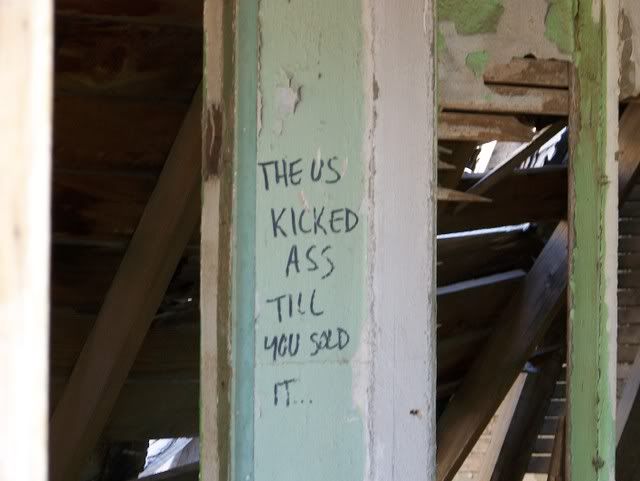 THE US
KICKED
ASS
TILL
YOU SOLD
IT...